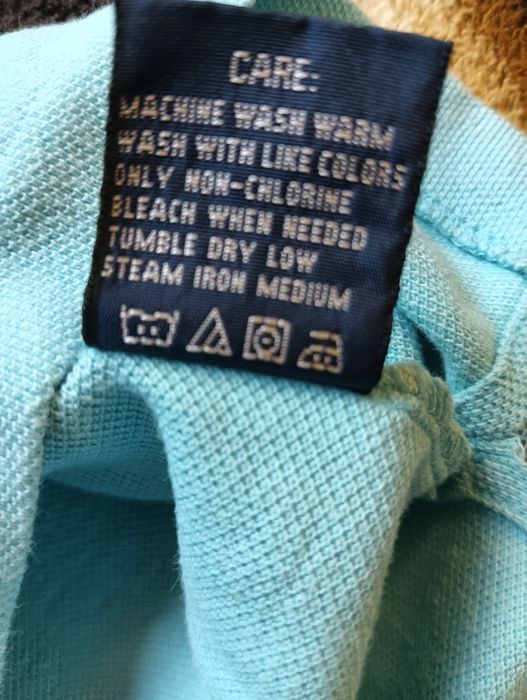 CARE:
MACHINE WASH WARM
WASH WITH LIKE COLORS
ONLY NON-CHLORINE
BLEACH WHEN NEEDED
TUMBLE DRY LOW
STEAM IRON MEDIUM